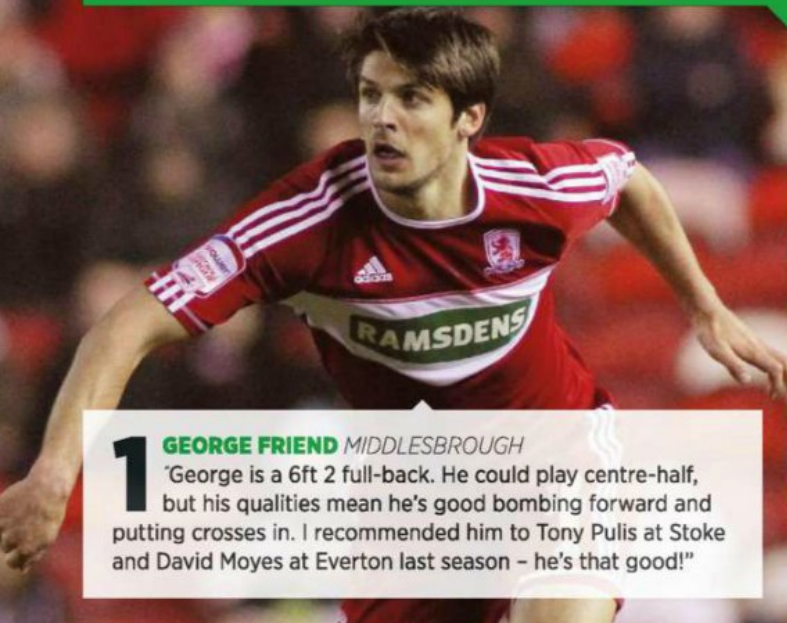 adidas
RAMSDENS
1 GEORGE FRIEND MIDDLESBROUGH
"George is a 6ft 2 full-back. He could play centre-half,
but his qualities mean he's good bombing forward and
putting crosses in. I recommended him to Tony Pulis at Stoke
and David Moyes at Everton last season – he's that good!"